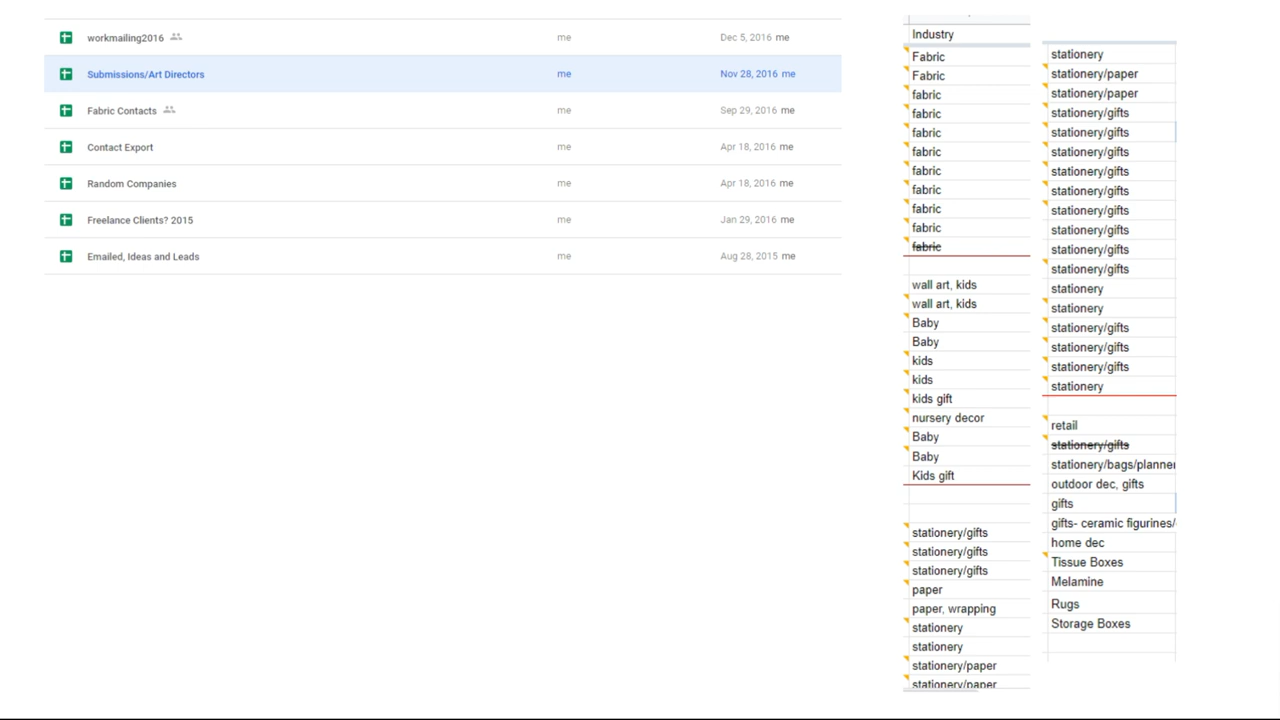 workmailing2016 me Dec 5, 2016 me
Submissions/Art Directors me Nov 28, 2016 me
Fabric Contacts me Sep 29, 2016 me
Contact Export me Apr 18, 2016 me
Random Companies me Apr 18, 2016 me
Freelance Clients? 2015 me Jan 29, 2016 me
Emailed, Ideas and Leads me Aug 28, 2015 me
Industry
Fabric
Fabric
fabric
fabric
fabric
fabric
fabric
fabric
fabric
fabric
fabric
wall art, kids
wall art, kids
Baby
Baby
kids
kids
kids gift
nursery decor
Baby
Baby
Kids gift
stationery/gifts
stationery/gifts
stationery/gifts
paper
paper, wrapping
stationery
stationery
stationery/paper
stationery/paper
stationery
stationery/paper
stationery/paper
stationery/gifts
stationery/gifts
stationery/gifts
stationery/gifts
stationery/gifts
stationery/gifts
stationery/gifts
stationery/gifts
stationery/gifts
stationery
stationery
stationery/gifts
stationery/gifts
stationery/gifts
stationery
retail
stationery/gifts
stationery/bags/planner
outdoor dec, gifts
gifts
gifts- ceramic figurines/
home dec
Tissue Boxes
Melamine
Rugs
Storage Boxes